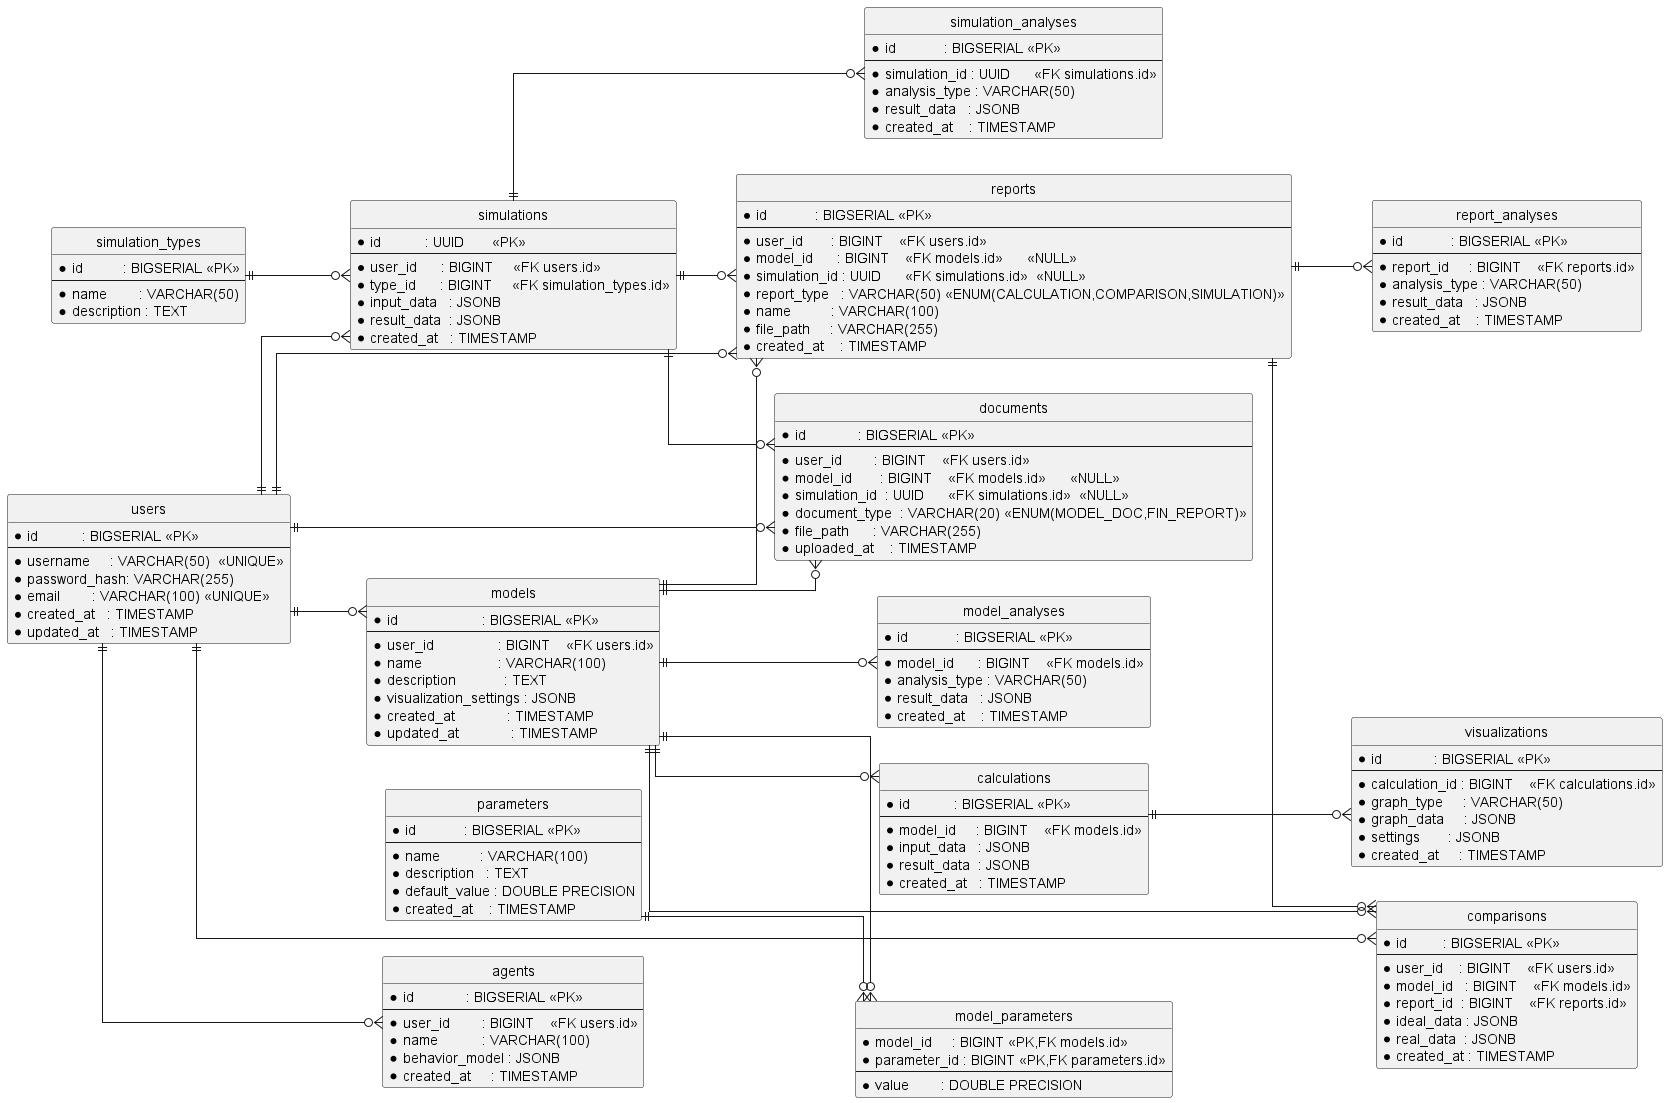 simulation_analyses
id : BIGSERIAL «PK»
simulation_id : UUID «FK simulations.id»
analysis_type : VARCHAR(50)
result_data : JSONB
created_at : TIMESTAMP
reports
id : BIGSERIAL «PK»
user_id : BIGINT «FK users.id»
model_id : BIGINT «FK models.id» «NULL»
simulation_id : UUID «FK simulations.id» «NULL»
report_type : VARCHAR(50) «ENUM(CALCULATION,COMPARISON,SIMULATION)»
name : VARCHAR(100)
file_path : VARCHAR(255)
created_at : TIMESTAMP
simulations
id : UUID «PK»
user_id : BIGINT «FK users.id»
type_id : BIGINT «FK simulation_types.id»
input_data : JSONB
result_data : JSONB
created_at : TIMESTAMP
report_analyses
id : BIGSERIAL «PK»
report_id : BIGINT «FK reports.id»
analysis_type : VARCHAR(50)
result_data : JSONB
created_at : TIMESTAMP
simulation_types
id : BIGSERIAL «PK»
name : VARCHAR(50)
description : TEXT
documents
id : BIGSERIAL «PK»
user_id : BIGINT «FK users.id»
model_id : BIGINT «FK models.id» «NULL»
simulation_id : UUID «FK simulations.id» «NULL»
document_type : VARCHAR(20) «ENUM(MODEL_DOC,FIN_REPORT)»
file_path : VARCHAR(255)
uploaded_at : TIMESTAMP
users
id : BIGSERIAL «PK»
username : VARCHAR(50) «UNIQUE»
password_hash: VARCHAR(255)
email : VARCHAR(100) «UNIQUE»
created_at : TIMESTAMP
updated_at : TIMESTAMP
models
id : BIGSERIAL «PK»
user_id : BIGINT «FK users.id»
name : VARCHAR(100)
description : TEXT
visualization_settings : JSONB
created_at : TIMESTAMP
updated_at : TIMESTAMP
model_analyses
id : BIGSERIAL «PK»
model_id : BIGINT «FK models.id»
analysis_type : VARCHAR(50)
result_data : JSONB
created_at : TIMESTAMP
visualizations
id : BIGSERIAL «PK»
calculation_id : BIGINT «FK calculations.id»
graph_type : VARCHAR(50)
graph_data : JSONB
settings : JSONB
created_at : TIMESTAMP
calculations
id : BIGSERIAL «PK»
model_id : BIGINT «FK models.id»
input_data : JSONB
result_data : JSONB
created_at : TIMESTAMP
parameters
id : BIGSERIAL «PK»
name : VARCHAR(100)
description : TEXT
default_value : DOUBLE PRECISION
created_at : TIMESTAMP
comparisons
id : BIGSERIAL «PK»
user_id : BIGINT «FK users.id»
model_id : BIGINT «FK models.id»
report_id : BIGINT «FK reports.id»
ideal_data : JSONB
real_data : JSONB
created_at : TIMESTAMP
agents
id : BIGSERIAL «PK»
user_id : BIGINT «FK users.id»
name : VARCHAR(100)
behavior_model : JSONB
created_at : TIMESTAMP
model_parameters
model_id : BIGINT «PK,FK models.id»
parameter_id : BIGINT «PK,FK parameters.id»
value : DOUBLE PRECISION